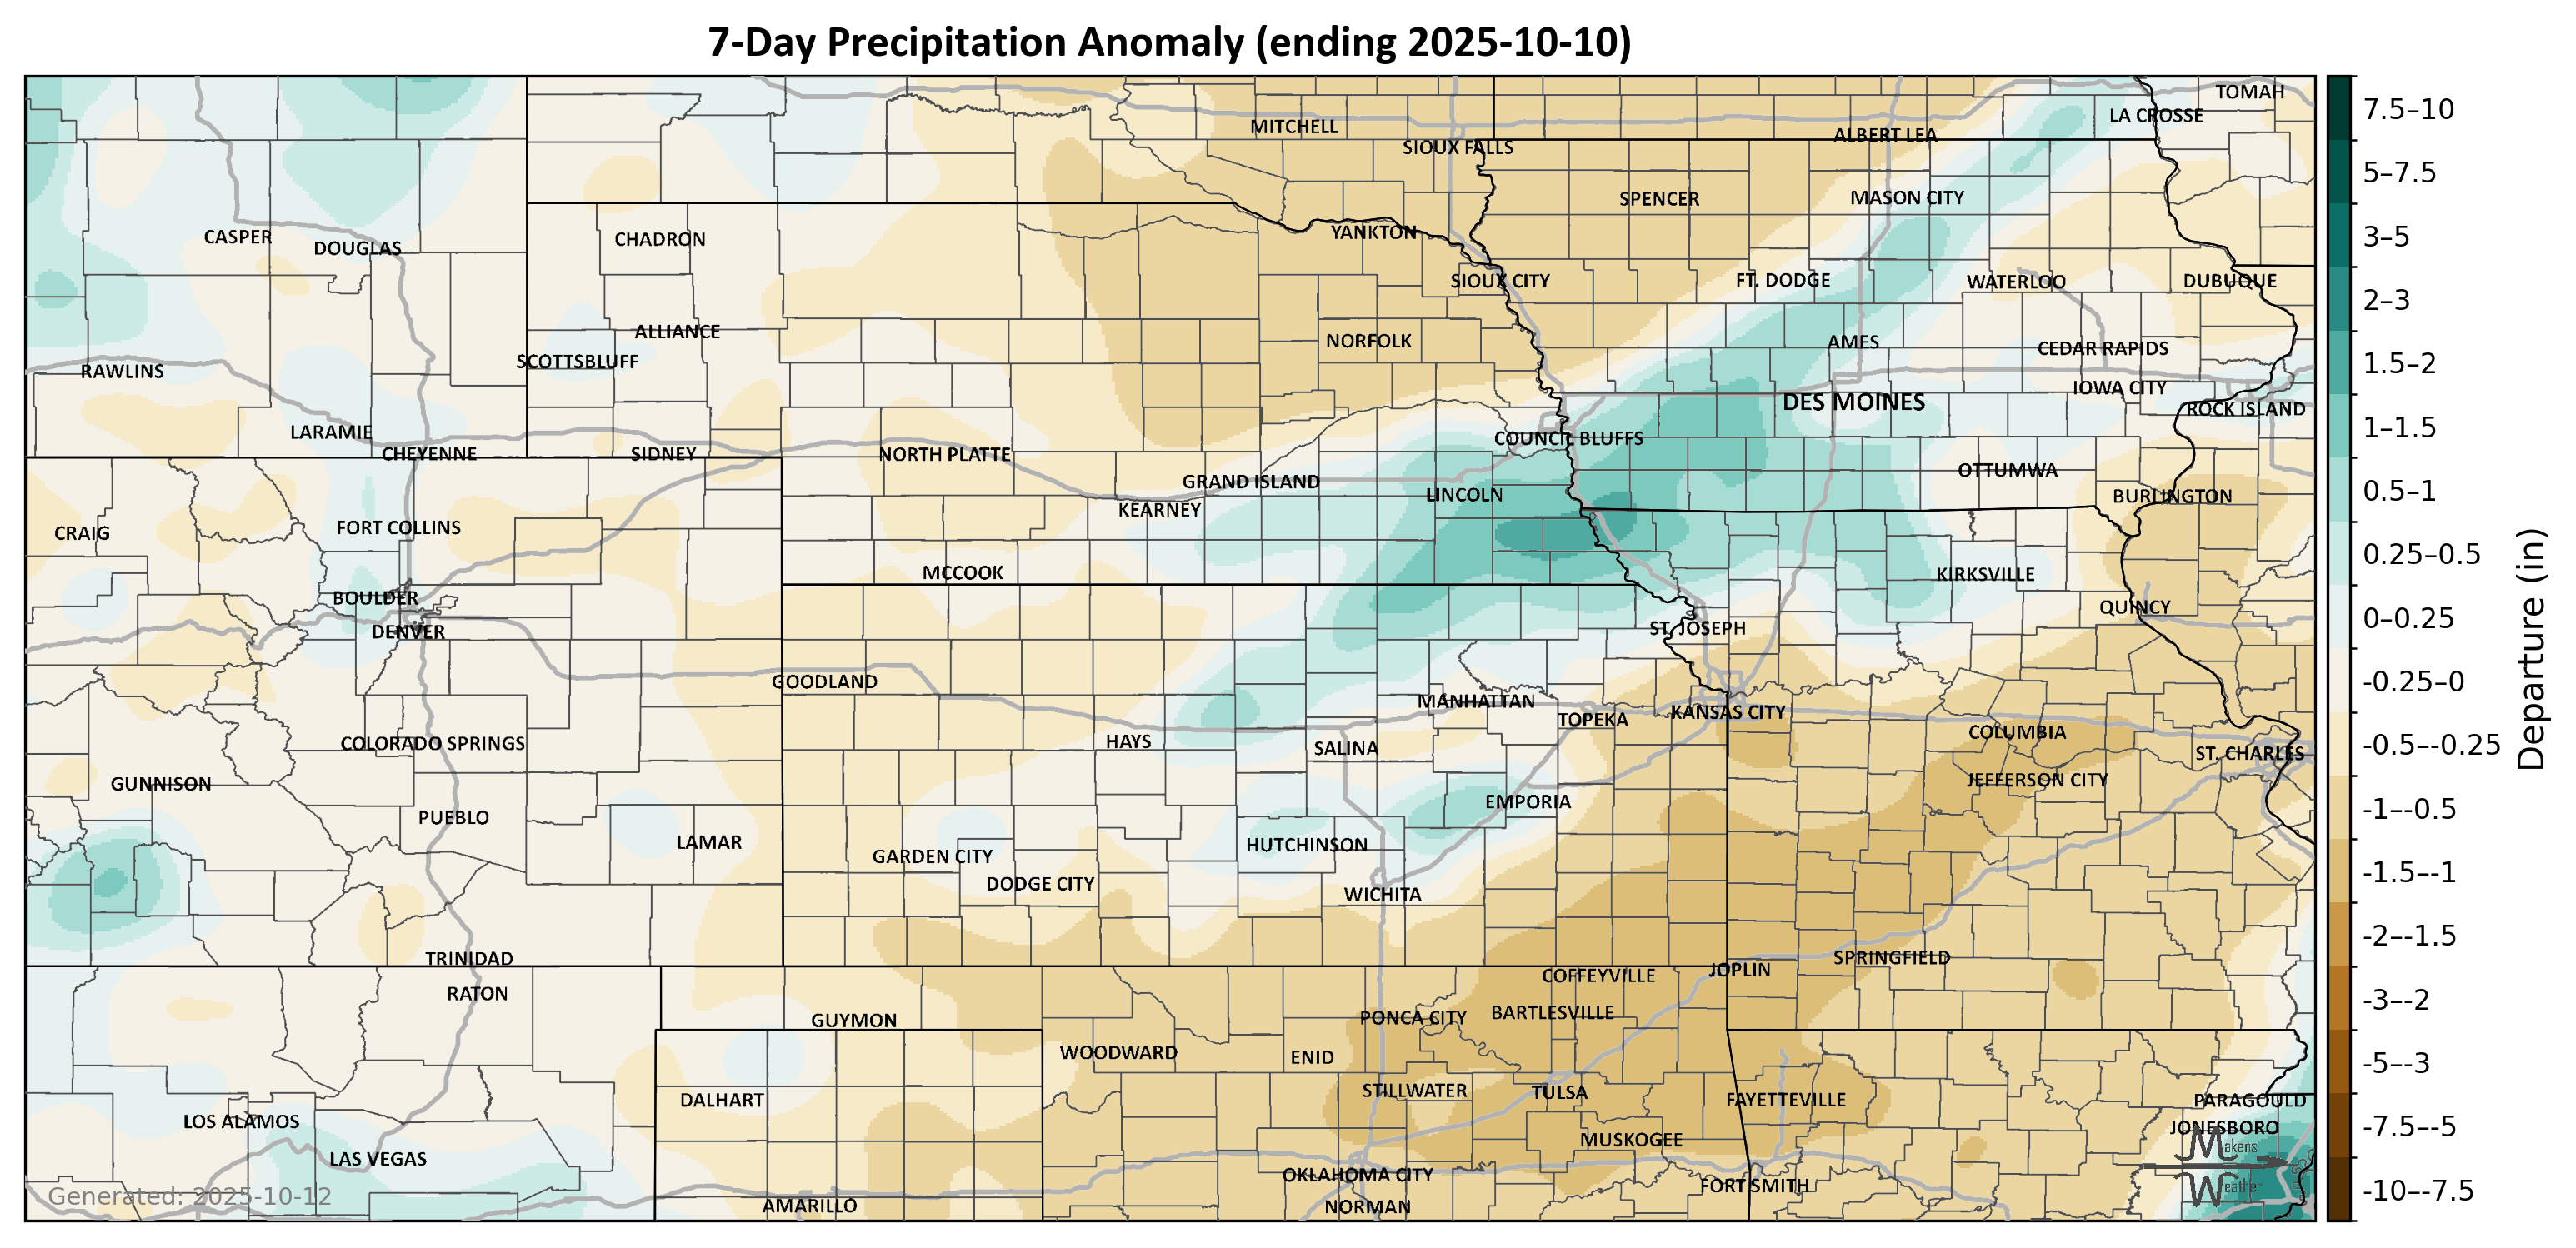 7-Day Precipitation Anomaly (ending 2025-10-10)
TOMAH
LA CROSSE
MITCHELL
ALBERT LEA
SIOUX FALLS
SPENCER
MASON CITY
YANKTON
CASPER
DOUGLAS
CHADRON
SIOUX CITY
FT. DODGE
WATERLOO
DUBUQUE
ALLIANCE
NORFOLK
AMES
CEDAR RAPIDS
SCOTTSBLUFF
RAWLINS
IOWA CITY
DES MOINES
ROCK ISLAND
LARAMIE
COUNCIL BLUFFS
CHEYENNE
SIDNEY
NORTH PLATTE
OTTUMWA
GRAND ISLAND
LINCOLN
BURLINGTON
KEARNEY
CRAIG
FORT COLLINS
MCCOOK
KIRKSVILLE
BOULDER
QUINCY
DENVER
ST. JOSEPH
GOODLAND
MANHATTAN
KANSAS CITY
TOPEKA
COLUMBIA
COLORADO SPRINGS
HAYS
SALINA
ST. CHARLES
GUNNISON
JEFFERSON CITY
EMPORIA
PUEBLO
LAMAR
HUTCHINSON
GARDEN CITY
DODGE CITY
WICHITA
TRINIDAD
SPRINGFIELD
JOPLIN
COFFEYVILLE
RATON
BARTLESVILLE
GUYMON
PONCA CITY
WOODWARD
ENID
STILLWATER
TULSA
DALHART
FAYETTEVILLE
PARAGOULD
LOS ALAMOS
JONESBORO
MUSKOGEE
LAS VEGAS
OKLAHOMA CITY
FORT SMITH
AMARILLO
NORMAN
Generated: 2025-10-12
Makens
Weather
7.5–10
5–7.5
3–5
2–3
1.5–2
1–1.5
0.5–1
0.25–0.5
0–0.25
-0.25–0
-0.5–-0.25
-1–-0.5
-1.5–-1
-2–-1.5
-3–-2
-5–-3
-7.5–-5
-10–-7.5
Departure (in)